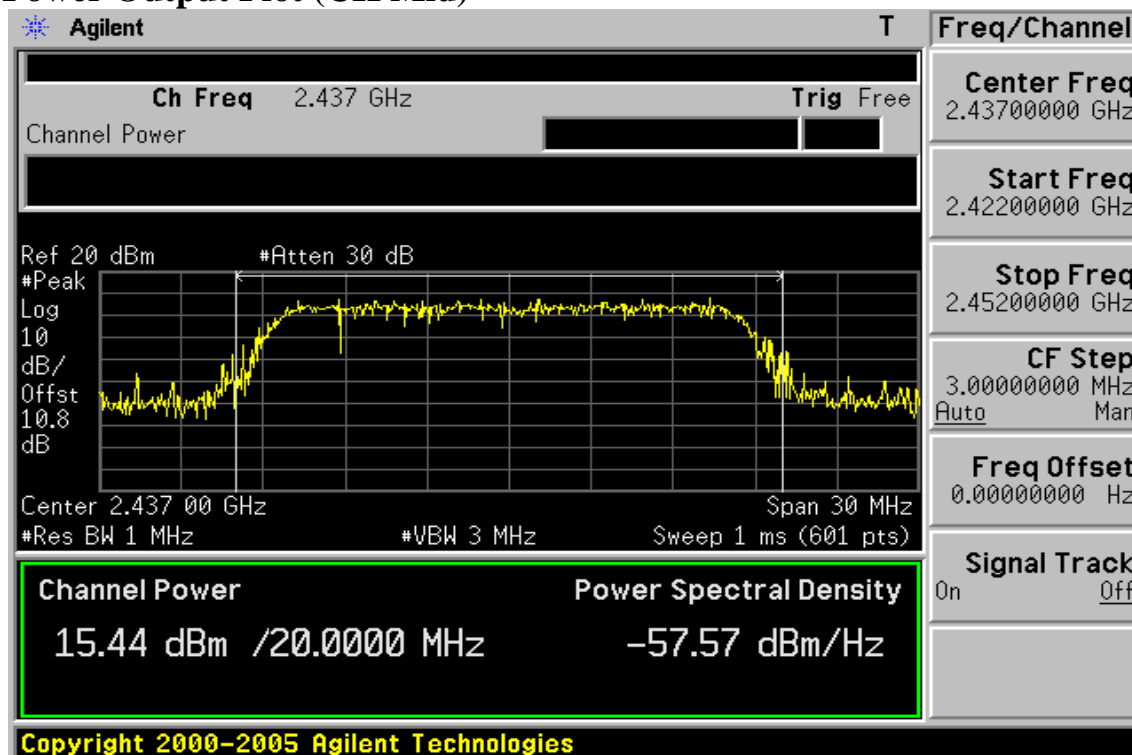 Power Output Plot (CH Mid)
Agilent T
Freq/Channel
Ch Freq 2.437 GHz Trig Free
Channel Power
Center Freq
2.43700000 GHz
Start Freq
2.42200000 GHz
Stop Freq
2.45200000 GHz
CF Step
3.00000000 MHz
Auto Man
Freq Offset
0.00000000 Hz
Signal Track
On Off
Ref 20 dBm #Atten 30 dB
#Peak
Log
10
dB/
Offst
10.8
dB
Center 2.437 00 GHz Span 30 MHz
#Res BW 1 MHz #VBW 3 MHz Sweep 1 ms (601 pts)
Channel Power Power Spectral Density
15.44 dBm /20.0000 MHz -57.57 dBm/Hz
Copyright 2000-2005 Agilent Technologies